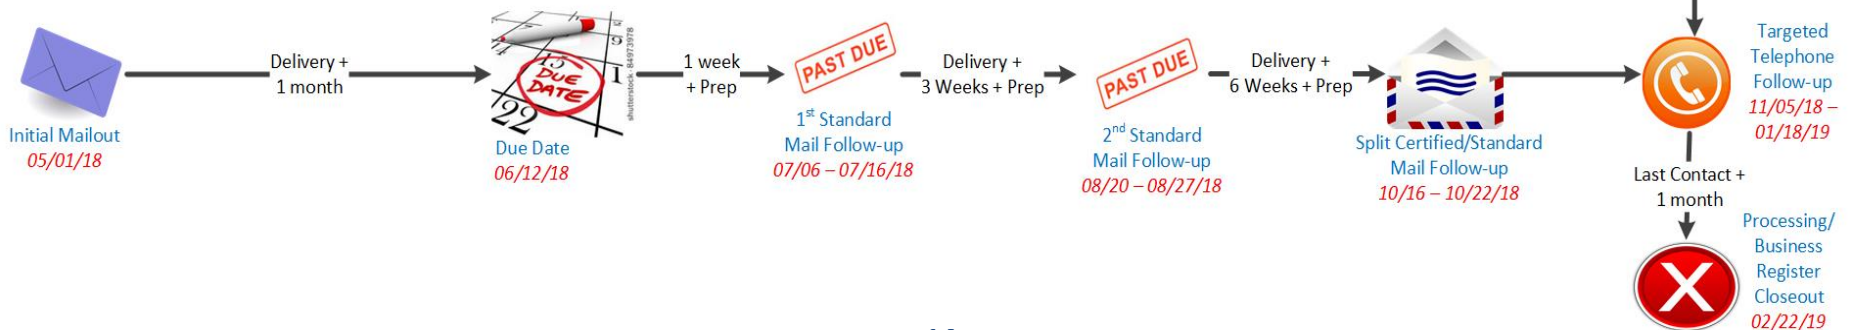 Initial Mailout
05/01/18
Delivery +
1 month
15
DUE
DATE
22
1
9
shutterstock 84973978
Due Date
06/12/18
1 week
+ Prep
PAST DUE
1st Standard
Mail Follow-up
07/06 – 07/16/18
Delivery +
3 Weeks + Prep
PAST DUE
2nd Standard
Mail Follow-up
08/20 – 08/27/18
Delivery +
6 Weeks + Prep
Split Certified/Standard
Mail Follow-up
10/16 – 10/22/18
Targeted
Telephone
Follow-up
11/05/18 –
01/18/19
Last Contact +
1 month
X
Processing/
Business
Register
Closeout
02/22/19